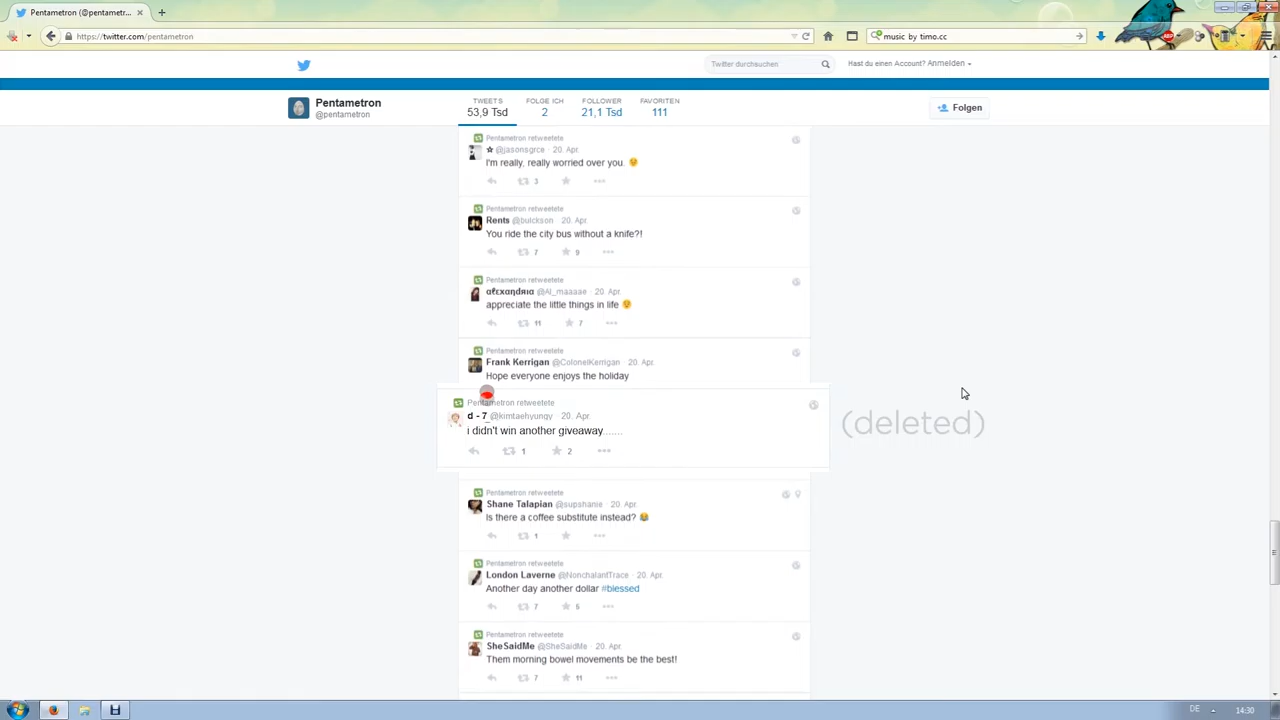 Pentametron (@pentametr...
https://twitter.com/pentametron
music by timo.cc
ABP
Twitter durchsuchen
Hast du einen Account? Anmelden
Pentametron
@pentametron
TWEETS
53,9 Tsd
FOLGE ICH
2
FOLLOWER
21,1 Tsd
FAVORITEN
111
Folgen
Pentametron retweetete
@jasonsgrce · 20. Apr.
I'm really, really worried over you. 😟
3
Pentametron retweetete
Rents @bulckson · 20. Apr.
You ride the city bus without a knife?!
7 9
Pentametron retweetete
αℓεxαηdяια @Al_maaaae · 20. Apr.
appreciate the little things in life
11 7
Pentametron retweetete
Frank Kerrigan @ColonelKerrigan · 20. Apr.
Hope everyone enjoys the holiday
Pentametron retweetete
d - 7 @kimtaehyungy · 20. Apr.
i didn't win another giveaway.......
1 2
(deleted)
Pentametron retweetete
Shane Talapian @supshanie · 20. Apr.
Is there a coffee substitute instead? 😂
1
Pentametron retweetete
London Laverne @NonchalantTrace · 20. Apr.
Another day another dollar #blessed
7 5
Pentametron retweetete
SheSaidMe @SheSaidMe · 20. Apr.
Them morning bowel movements be the best!
7 11
DE
14:30